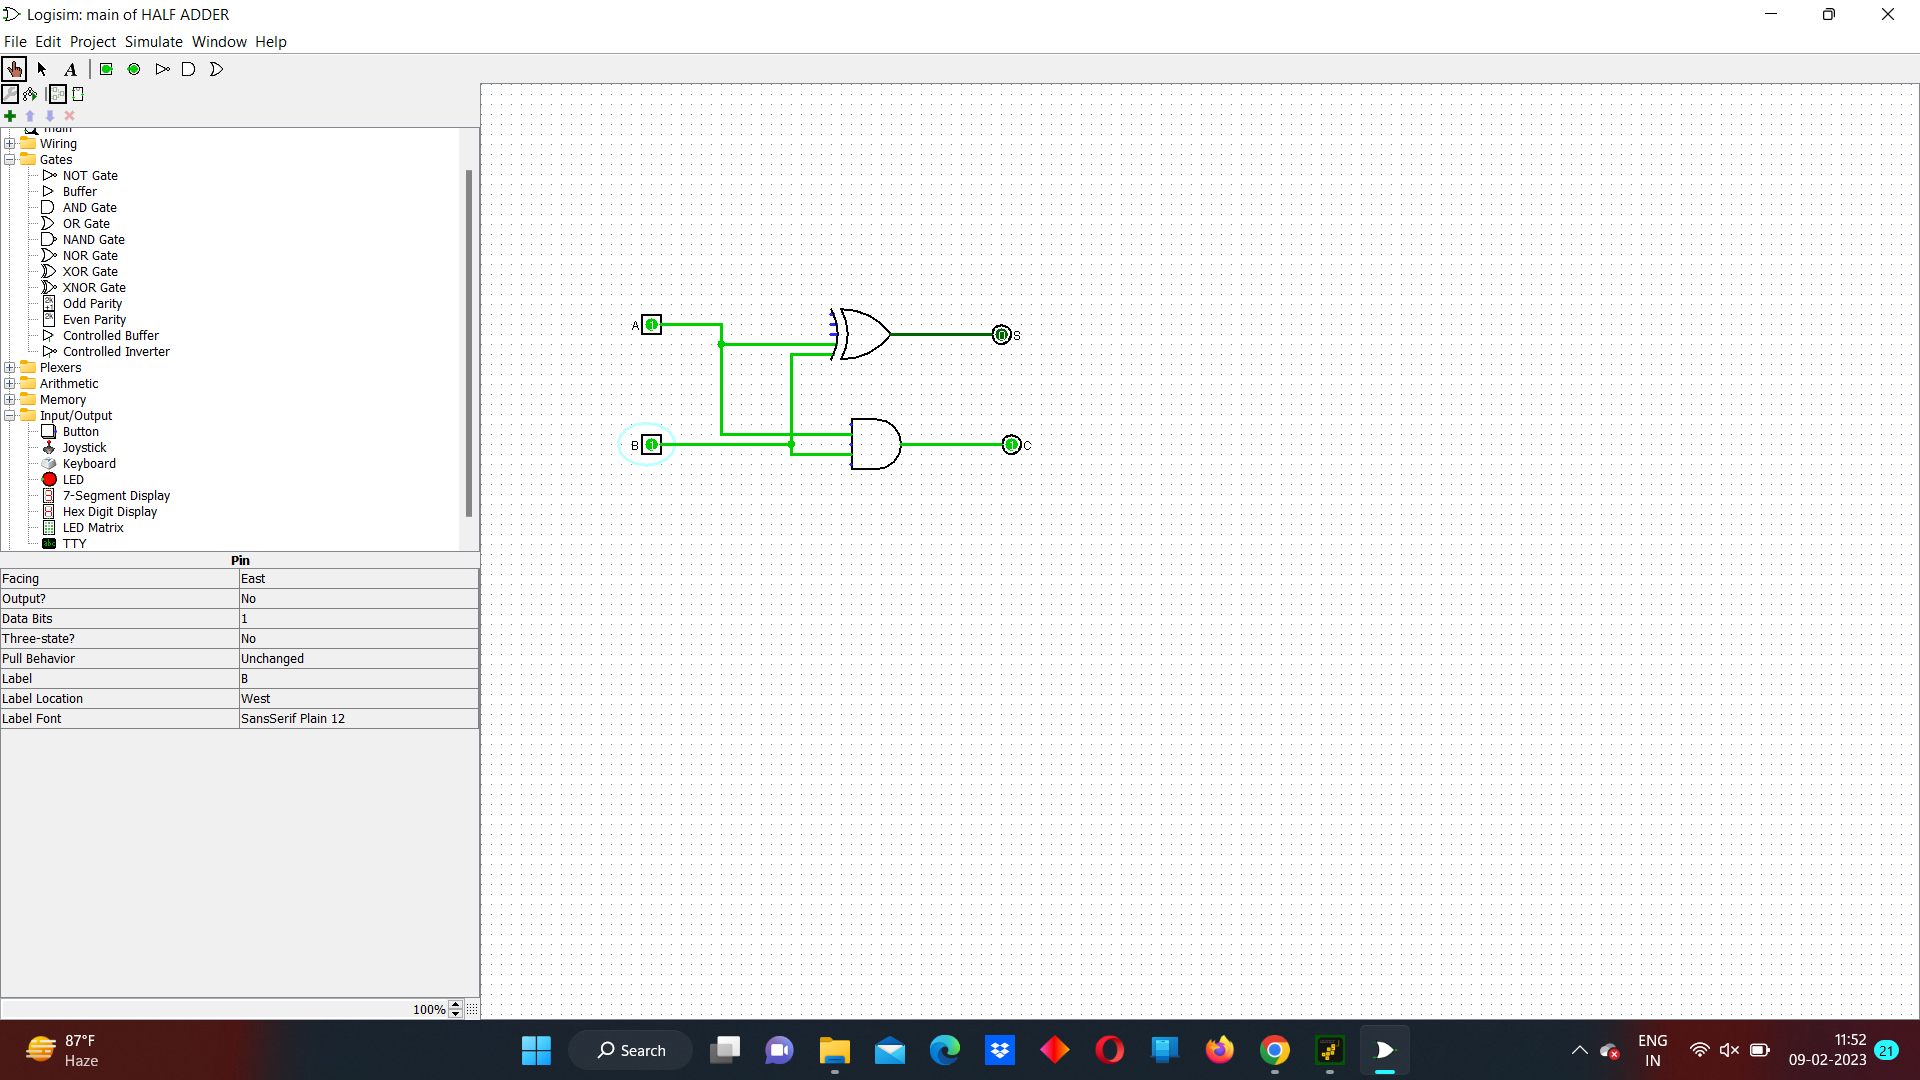 Logisim: main of HALF ADDER
File Edit Project Simulate Window Help
A
main
Wiring
Gates
NOT Gate
Buffer
AND Gate
OR Gate
NAND Gate
NOR Gate
XOR Gate
XNOR Gate
Odd Parity
Even Parity
Controlled Buffer
Controlled Inverter
Plexers
Arithmetic
Memory
Input/Output
Button
Joystick
Keyboard
LED
7-Segment Display
Hex Digit Display
LED Matrix
TTY
Pin
Facing East
Output? No
Data Bits 1
Three-state? No
Pull Behavior Unchanged
Label B
Label Location West
Label Font SansSerif Plain 12
100%
A 1
0 S
B 1
1 C
87°F
Haze
Search
ENG
IN
11:52
09-02-2023
21